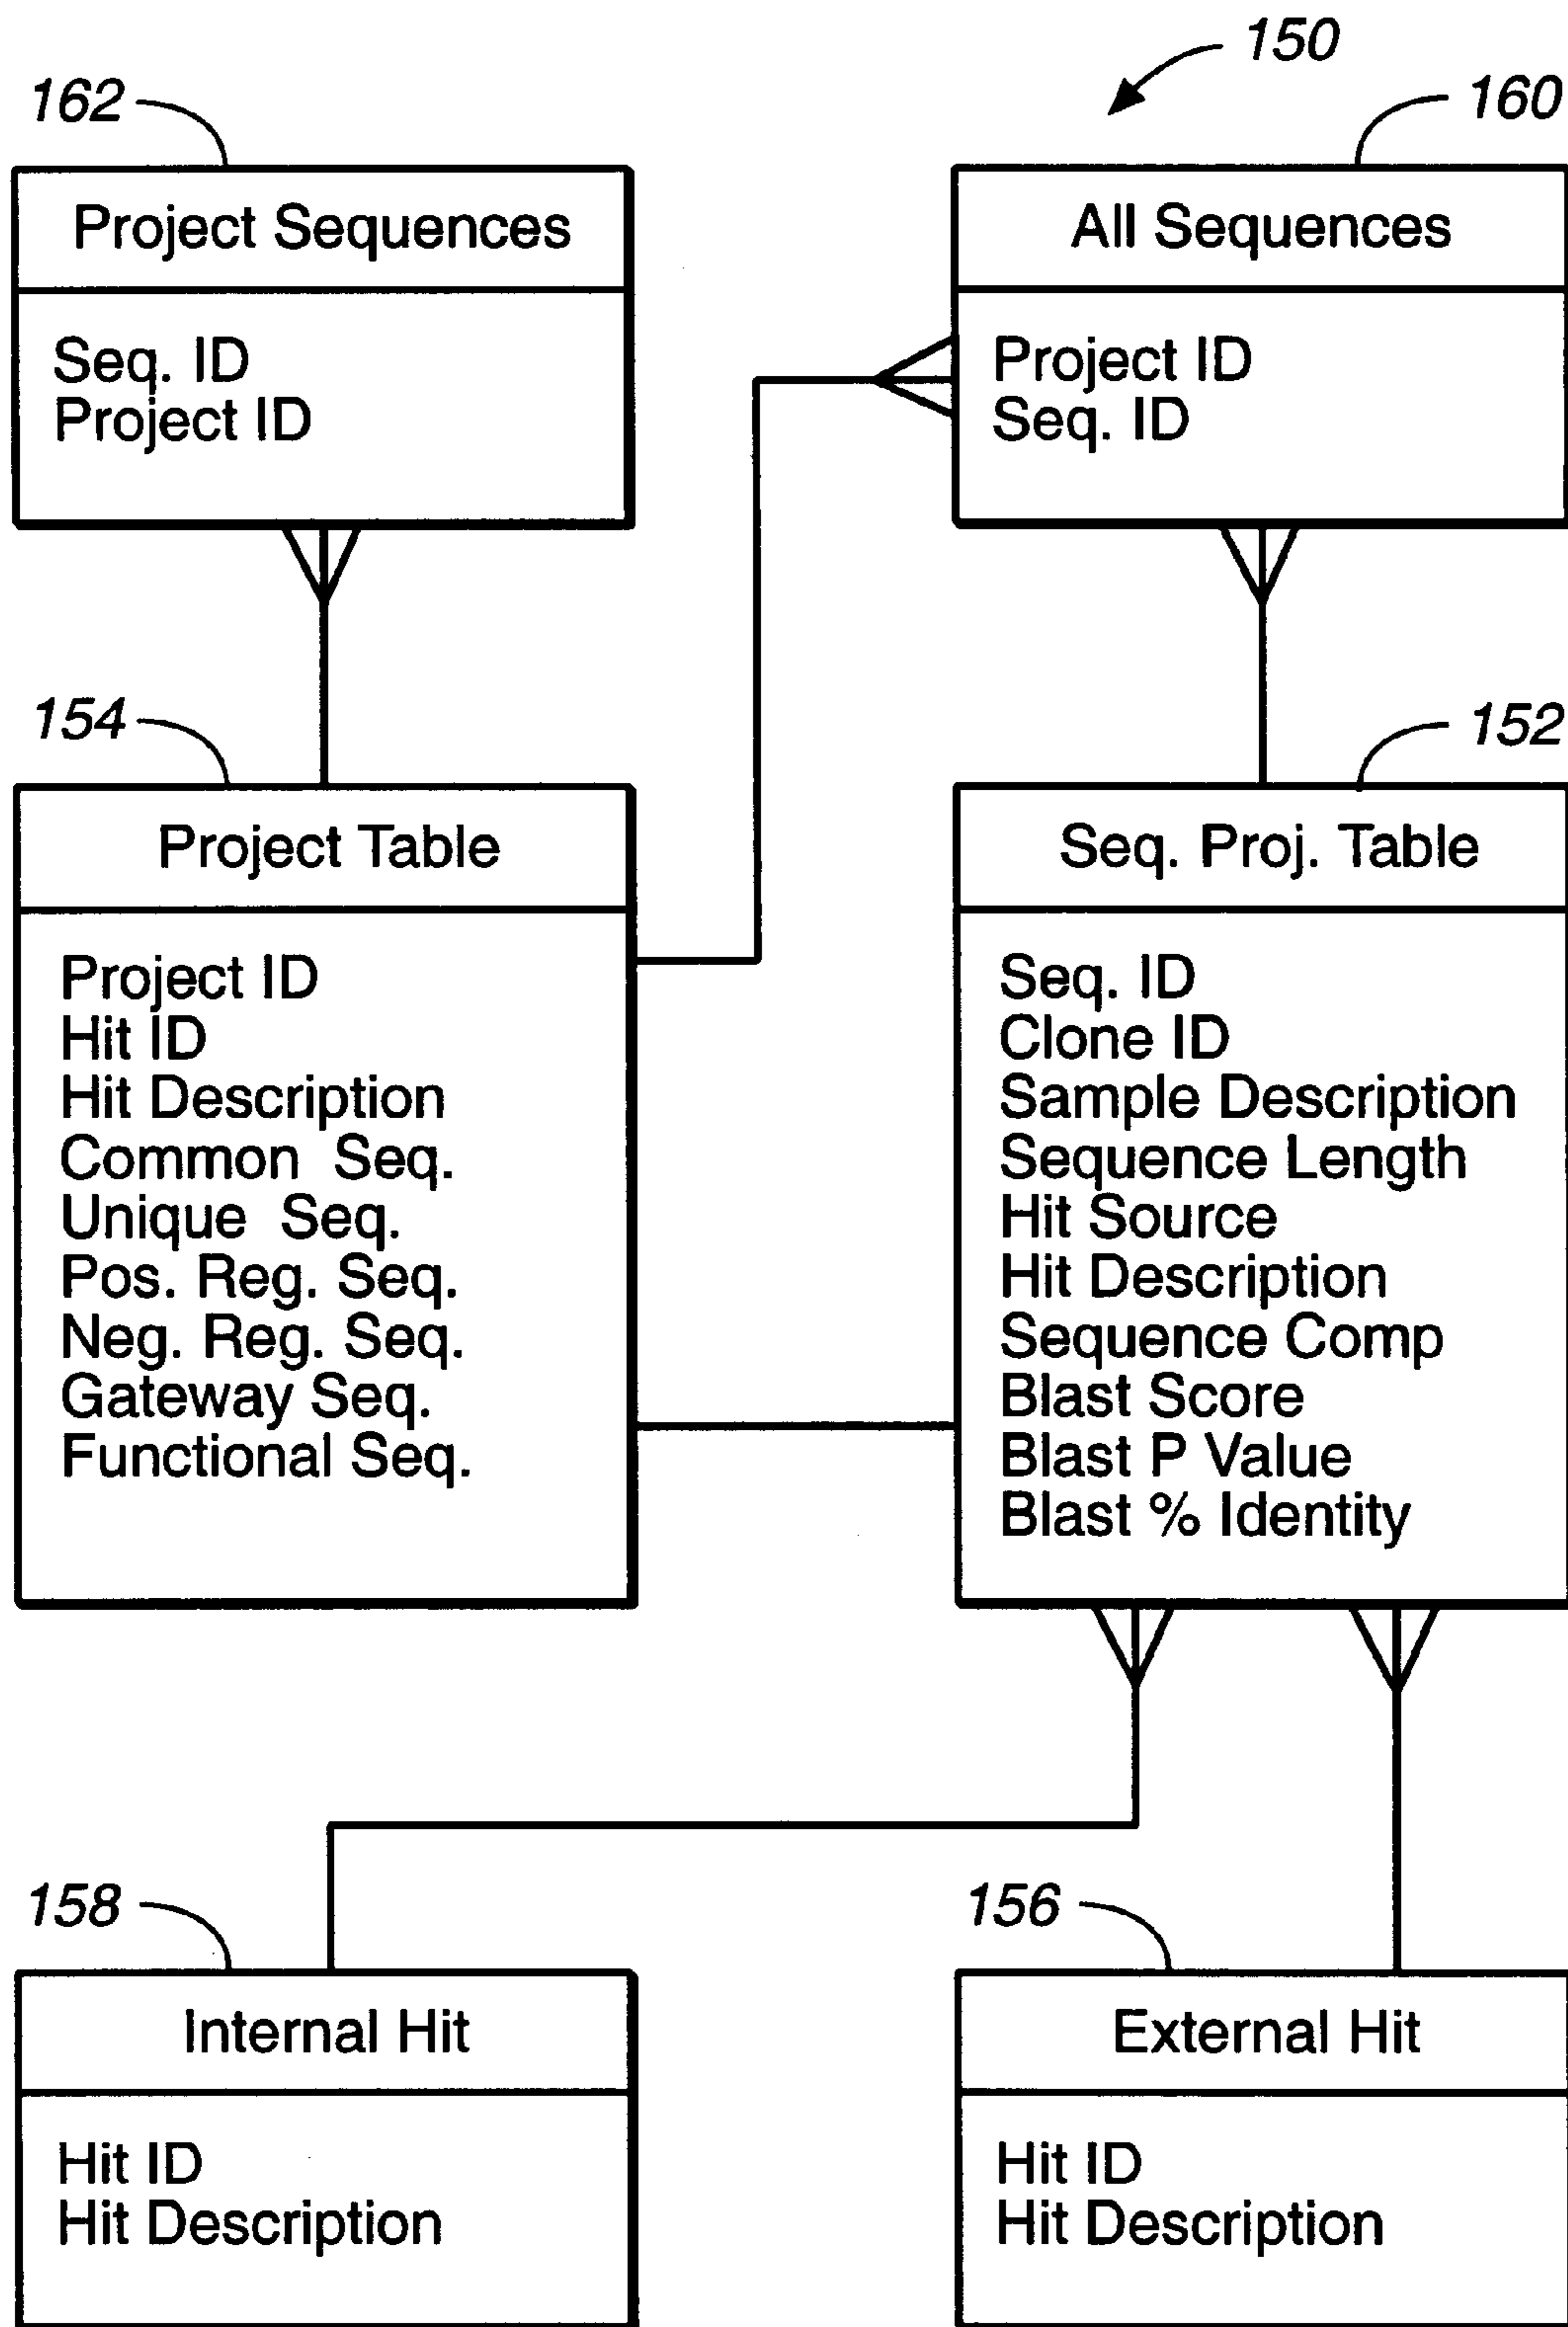 150
162
160
Project Sequences
Seq. ID
Project ID
All Sequences
Project ID
Seq. ID
154
152
Project Table
Project ID
Hit ID
Hit Description
Common Seq.
Unique Seq.
Pos. Reg. Seq.
Neg. Reg. Seq.
Gateway Seq.
Functional Seq.
Seq. Proj. Table
Seq. ID
Clone ID
Sample Description
Sequence Length
Hit Source
Hit Description
Sequence Comp
Blast Score
Blast P Value
Blast % Identity
158
156
Internal Hit
Hit ID
Hit Description
External Hit
Hit ID
Hit Description